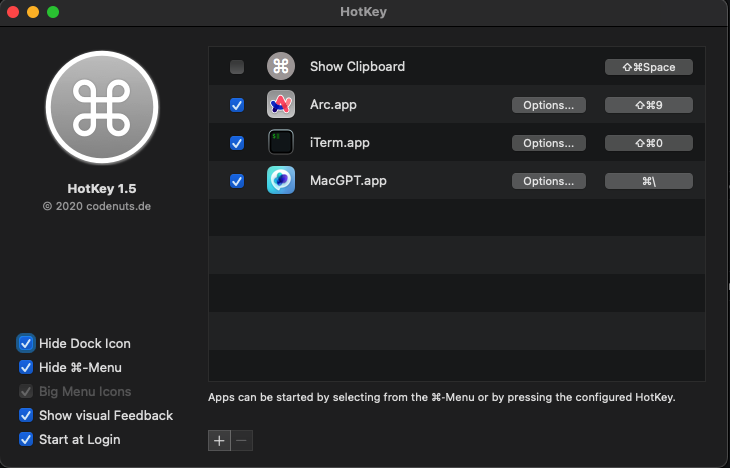 HotKey
Show Clipboard ⇧⌘Space
Arc.app Options... ⇧⌘9
iTerm.app Options... ⇧⌘0
MacGPT.app Options... ⌘\
HotKey 1.5
© 2020 codenuts.de
Hide Dock Icon
Hide ⌘-Menu
Big Menu Icons
Show visual Feedback
Start at Login
Apps can be started by selecting from the ⌘-Menu or by pressing the configured HotKey.
+ −